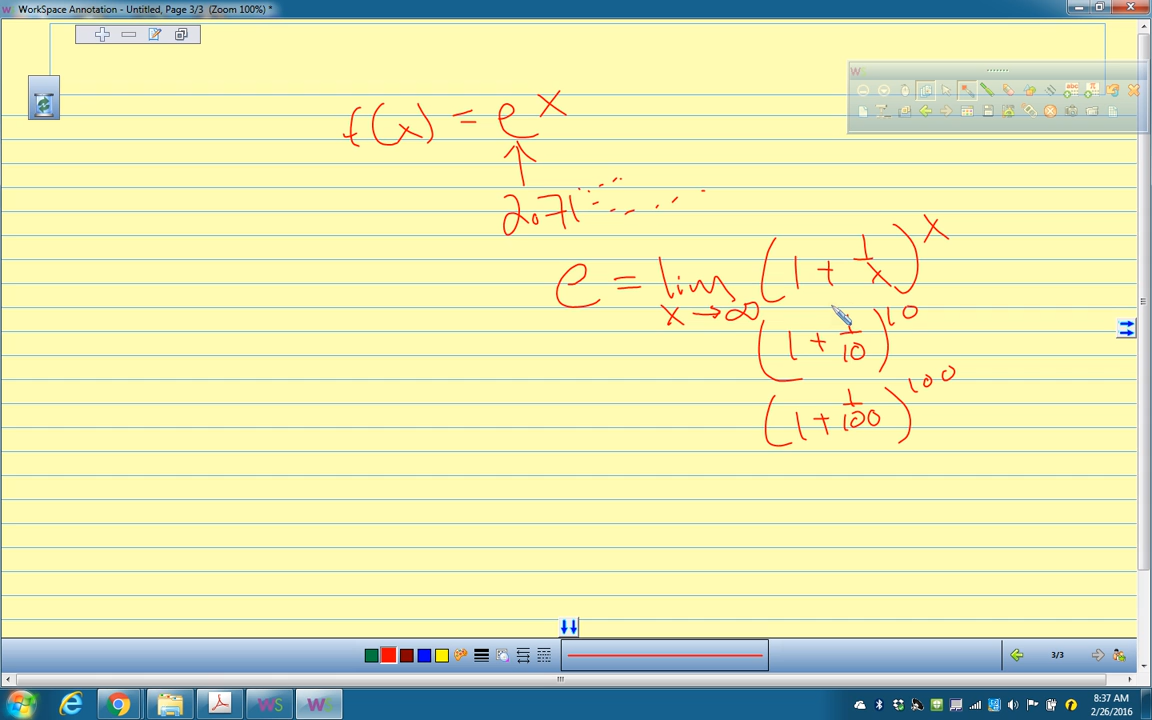 WorkSpace Annotation - Untitled, Page 3/3 (Zoom 100%) *
f(x) = e^x
2.71......
e = lim x→∞ (1 + 1/x)^x
(1 + 1/10)^10
(1 + 1/100)^100
3/3
8:37 AM
2/26/2016